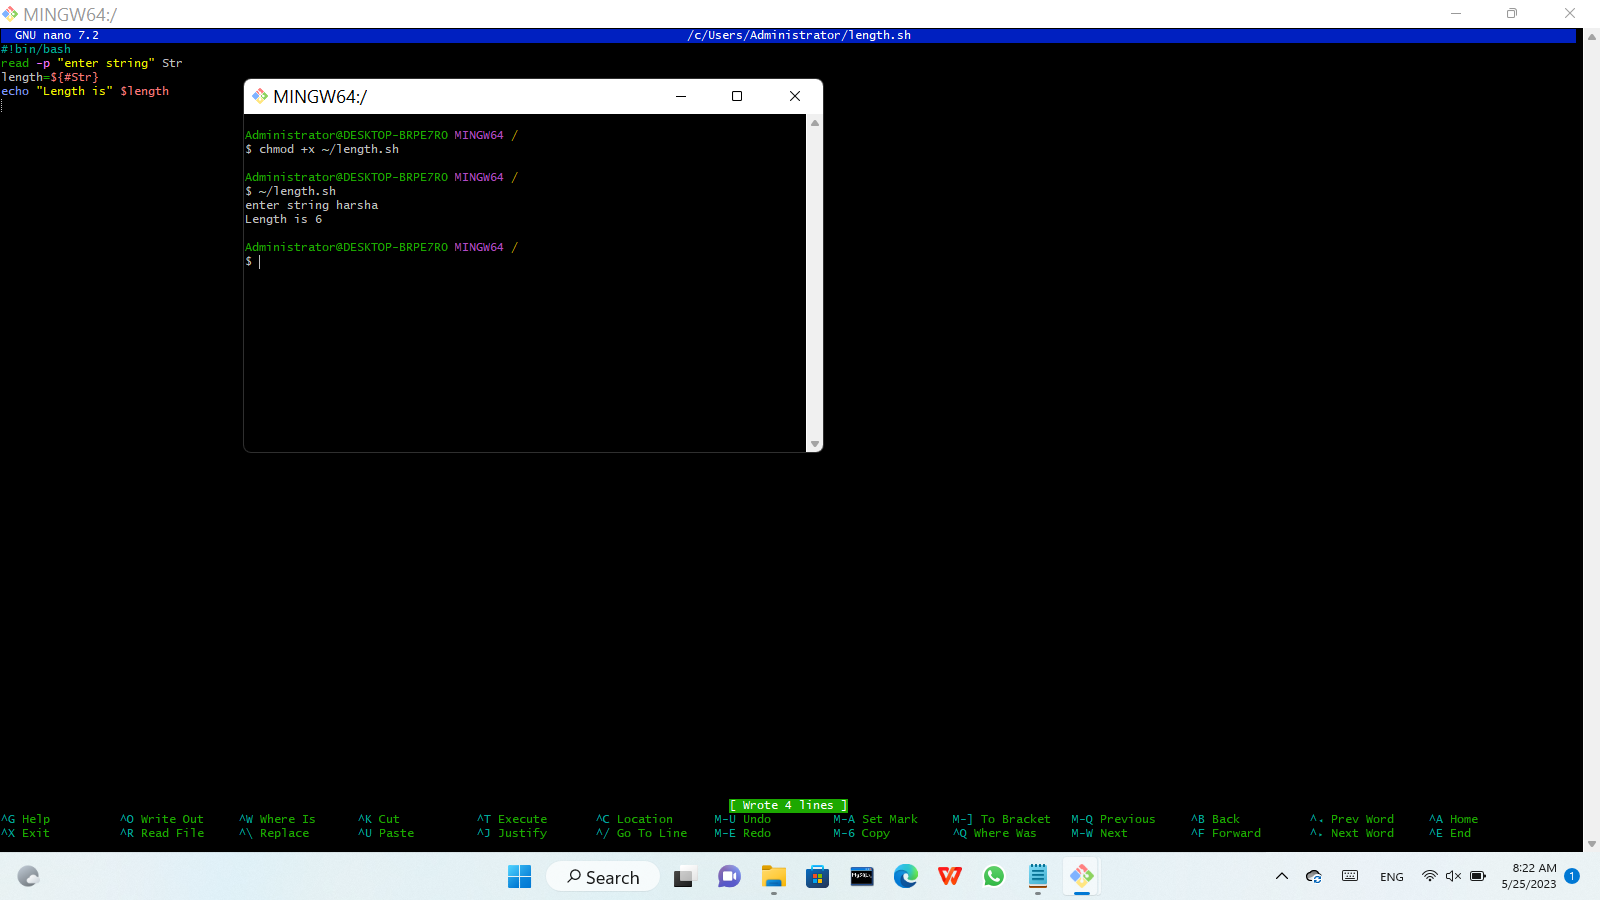 MINGW64:/
GNU nano 7.2 /c/Users/Administrator/length.sh
#!bin/bash
read -p "enter string" Str
length=${#Str}
echo "Length is" $length
MINGW64:/
Administrator@DESKTOP-BRPE7RO MINGW64 /
$ chmod +x ~/length.sh
Administrator@DESKTOP-BRPE7RO MINGW64 /
$ ~/length.sh
enter string harsha
Length is 6
Administrator@DESKTOP-BRPE7RO MINGW64 /
$
[ Wrote 4 lines ]
^G Help ^O Write Out ^W Where Is ^K Cut ^T Execute ^C Location M-U Undo M-A Set Mark M-] To Bracket M-Q Previous ^B Back ^◂ Prev Word ^A Home
^X Exit ^R Read File ^\ Replace ^U Paste ^J Justify ^/ Go To Line M-E Redo M-6 Copy ^Q Where Was M-W Next ^F Forward ^▸ Next Word ^E End
Search
MySQL
ENG
8:22 AM
5/25/2023
1